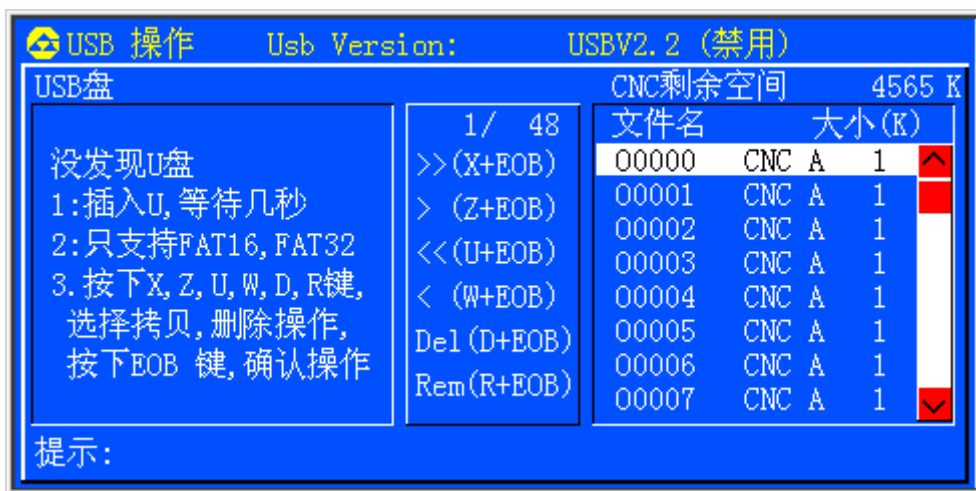 USB 操作 Usb Version: USBV2.2 (禁用)
USB盘 CNC剩余空间 4565 K
没发现U盘
1:插入U,等待几秒
2:只支持FAT16,FAT32
3.按下X,Z,U,W,D,R键,
选择拷贝,删除操作,
按下EOB 键,确认操作
1/ 48
>>(X+EOB)
> (Z+EOB)
<<(U+EOB)
< (W+EOB)
Del(D+EOB)
Rem(R+EOB)
文件名 大小(K)
O0000 CNC A 1
O0001 CNC A 1
O0002 CNC A 1
O0003 CNC A 1
O0004 CNC A 1
O0005 CNC A 1
O0006 CNC A 1
O0007 CNC A 1
提示: